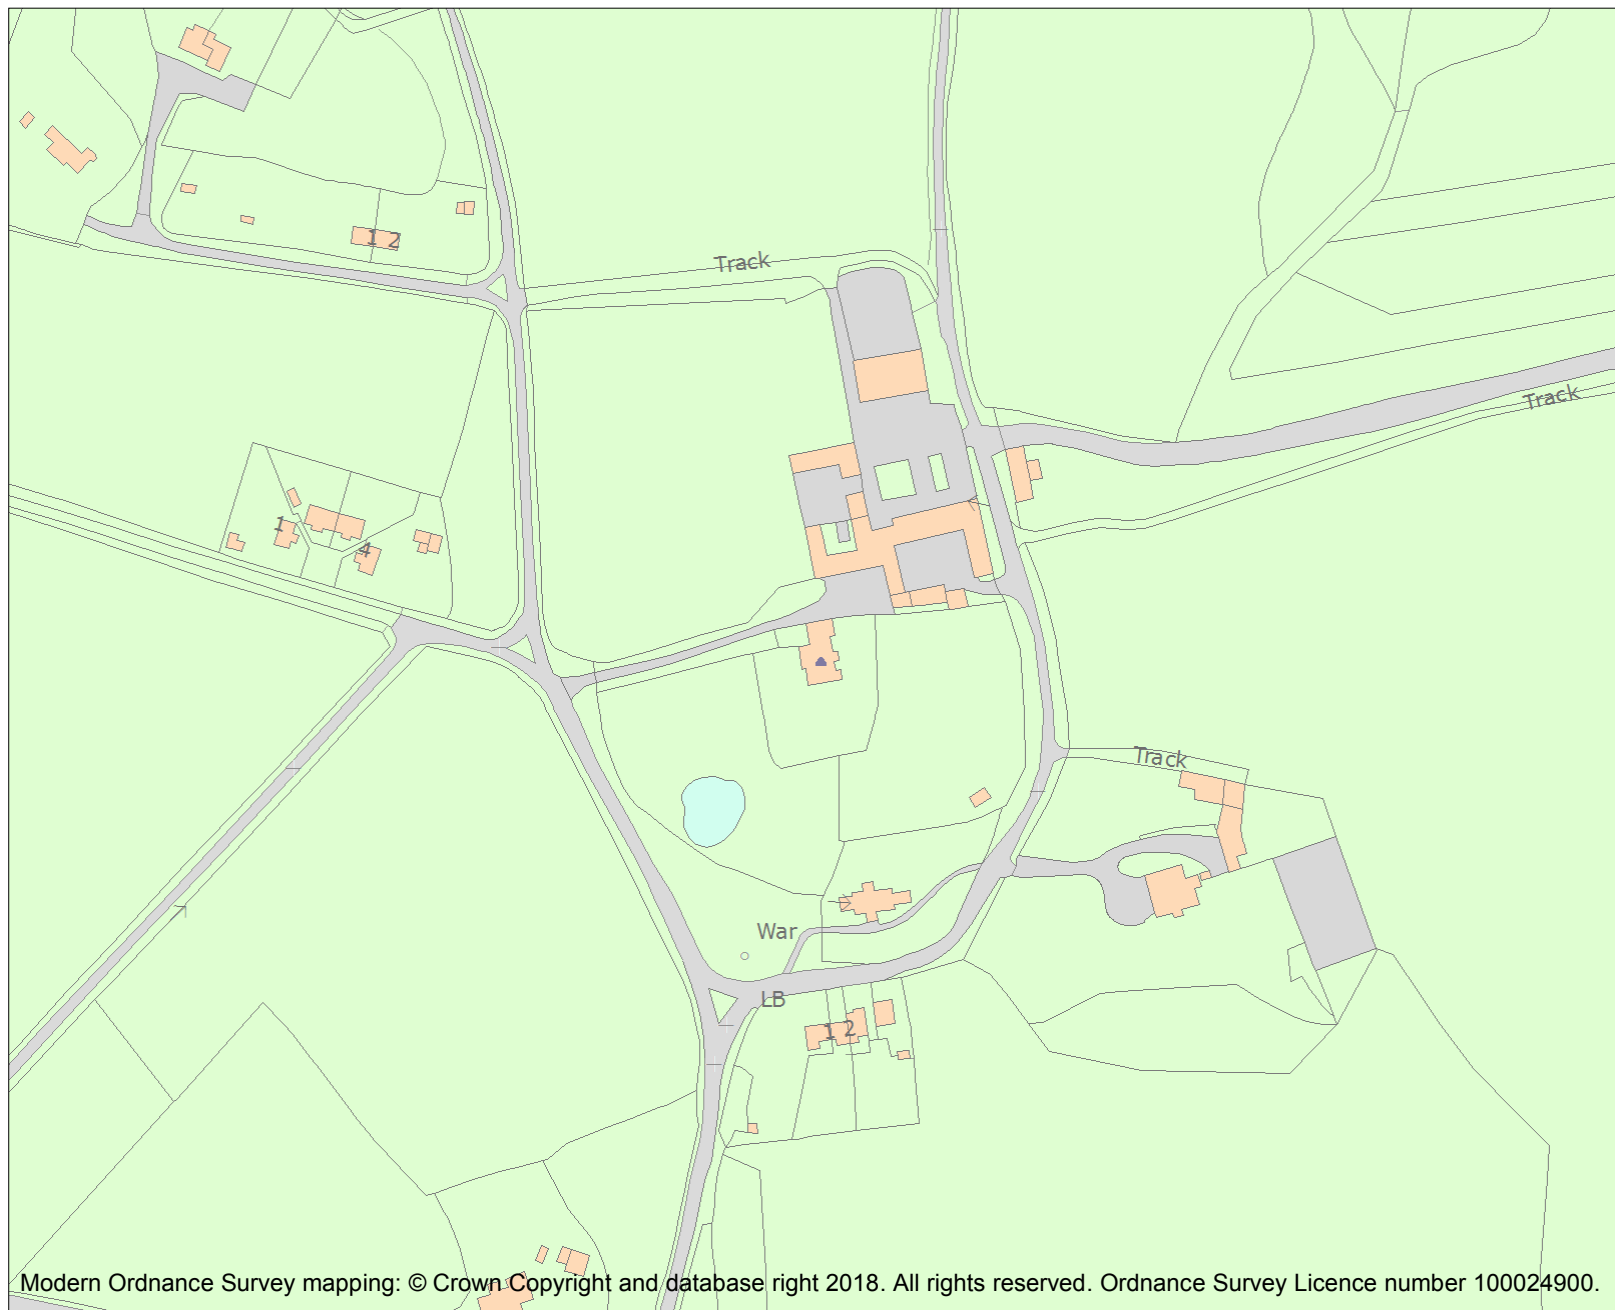 1 2
Track
Track
1
4
Track
War
LB
1 2
Modern Ordnance Survey mapping: © Crown Copyright and database right 2018. All rights reserved. Ordnance Survey Licence number 100024900.